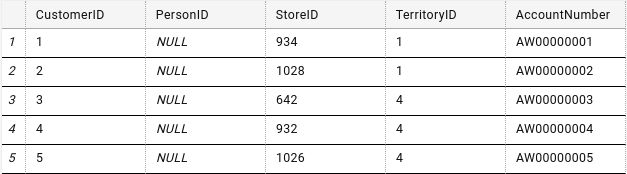 CustomerID PersonID StoreID TerritoryID AccountNumber
1 1 NULL 934 1 AW00000001
2 2 NULL 1028 1 AW00000002
3 3 NULL 642 4 AW00000003
4 4 NULL 932 4 AW00000004
5 5 NULL 1026 4 AW00000005